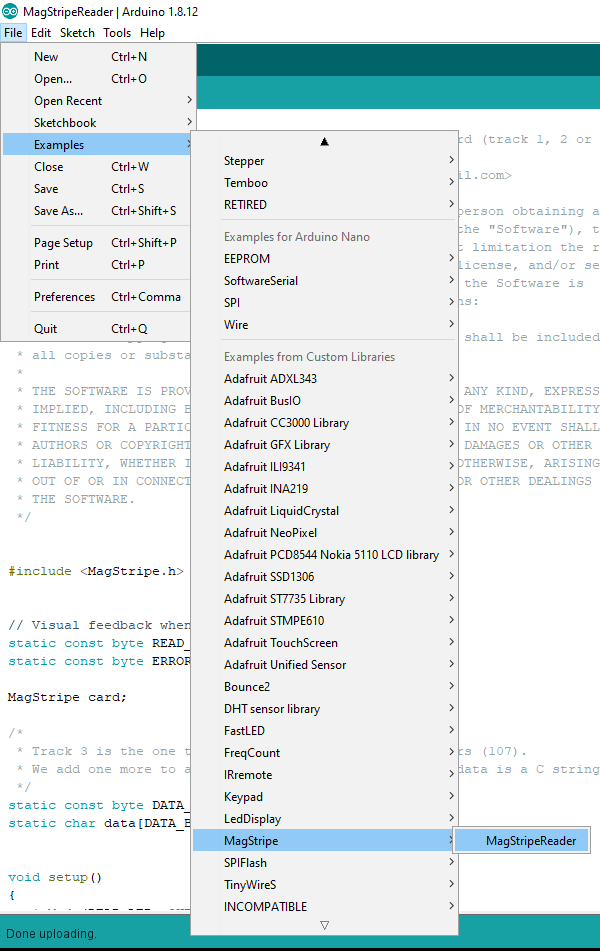 MagStripeReader | Arduino 1.8.12
File Edit Sketch Tools Help
New Ctrl+N
Open... Ctrl+O
Open Recent
Sketchbook
Examples
Close Ctrl+W
Save Ctrl+S
Save As... Ctrl+Shift+S
Page Setup Ctrl+Shift+P
Print Ctrl+P
Preferences Ctrl+Comma
Quit Ctrl+Q
Stepper
Temboo
RETIRED
Examples for Arduino Nano
EEPROM
SoftwareSerial
SPI
Wire
Examples from Custom Libraries
Adafruit ADXL343
Adafruit BusIO
Adafruit CC3000 Library
Adafruit GFX Library
Adafruit ILI9341
Adafruit INA219
Adafruit LiquidCrystal
Adafruit NeoPixel
Adafruit PCD8544 Nokia 5110 LCD library
Adafruit SSD1306
Adafruit ST7735 Library
Adafruit STMPE610
Adafruit TouchScreen
Adafruit Unified Sensor
Bounce2
DHT sensor library
FastLED
FreqCount
IRremote
Keypad
LedDisplay
MagStripe
SPIFlash
TinyWireS
INCOMPATIBLE
MagStripeReader
rd (track 1, 2 or
il.com>
person obtaining a
the "Software"), t
t limitation the r
license, and/or se
the Software is
ns:
shall be included
* all copies or substa
*
* THE SOFTWARE IS PROV ANY KIND, EXPRESS
* IMPLIED, INCLUDING B OF MERCHANTABILITY
* FITNESS FOR A PARTIC IN NO EVENT SHALL
* AUTHORS OR COPYRIGHT DAMAGES OR OTHER
* LIABILITY, WHETHER I OTHERWISE, ARISING
* OUT OF OR IN CONNECT OR OTHER DEALINGS
* THE SOFTWARE.
*/
#include <MagStripe.h>
// Visual feedback when
static const byte READ_
static const byte ERROR
MagStripe card;
/*
* Track 3 is the one t rs (107).
* We add one more to a data is a C string
*/
static const byte DATA_
static char data[DATA_B
void setup()
{
Done uploading.